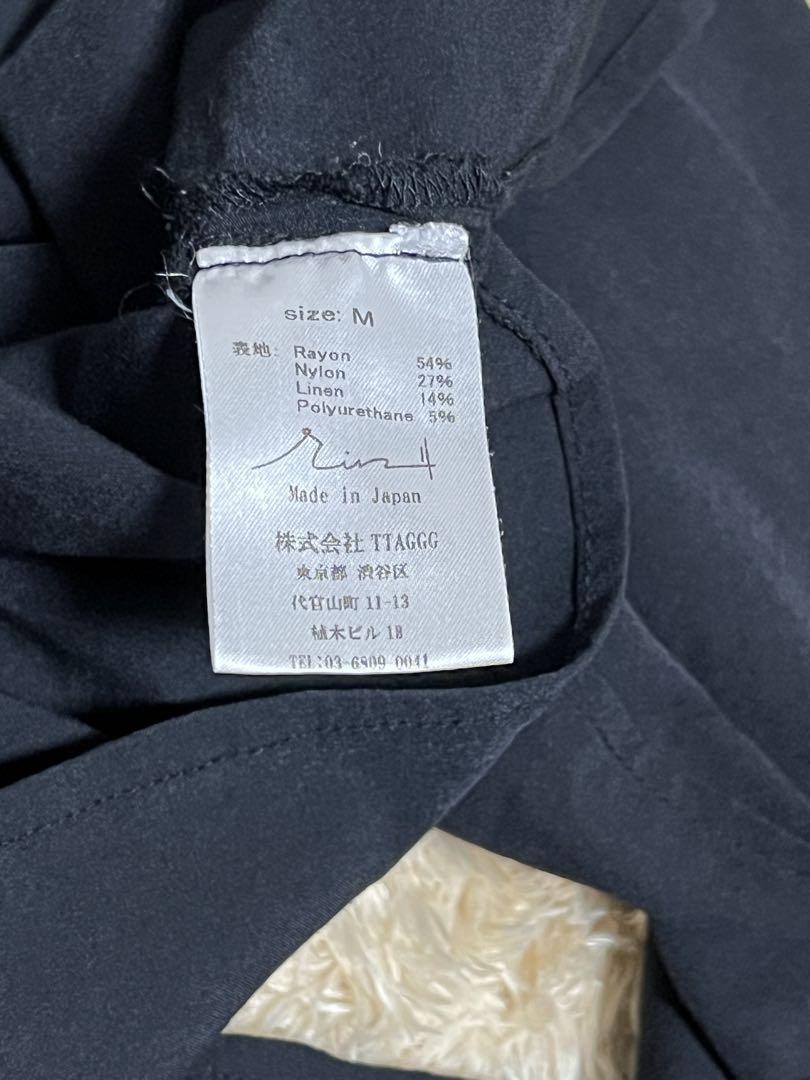 size: M
表地: Rayon 54%
Nylon 27%
Linen 14%
Polyurethane 5%
Made in Japan
株式会社 TTAGGG
東京都 渋谷区
代官山町 11-13
植木ビル 1B
TEL:03-6809-0041